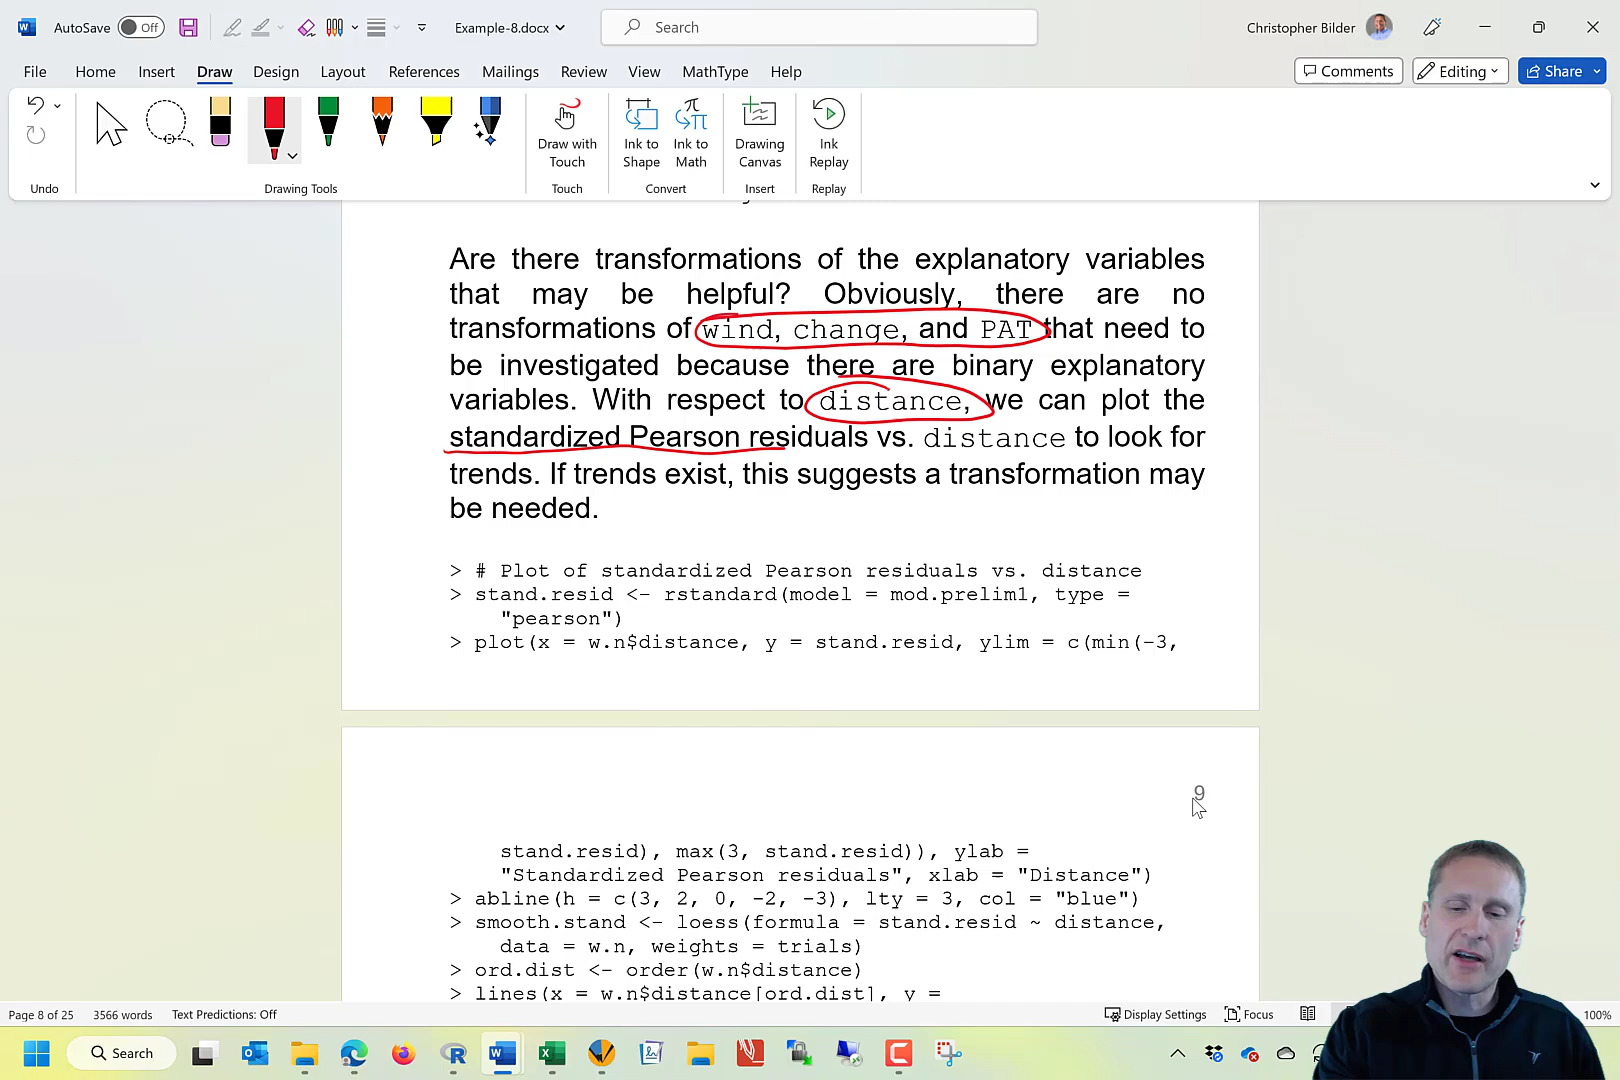 AutoSave Off Example-8.docx Search Christopher Bilder
File Home Insert Draw Design Layout References Mailings Review View MathType Help Comments Editing Share
Draw with Touch
Ink to Shape
Ink to Math
Drawing Canvas
Ink Replay
Undo Drawing Tools Touch Convert Insert Replay
Are there transformations of the explanatory variables
that may be helpful? Obviously, there are no
transformations of wind, change, and PAT that need to
be investigated because there are binary explanatory
variables. With respect to distance, we can plot the
standardized Pearson residuals vs. distance to look for
trends. If trends exist, this suggests a transformation may
be needed.
> # Plot of standardized Pearson residuals vs. distance
> stand.resid <- rstandard(model = mod.prelim1, type =
"pearson")
> plot(x = w.n$distance, y = stand.resid, ylim = c(min(-3,
9
stand.resid), max(3, stand.resid)), ylab =
"Standardized Pearson residuals", xlab = "Distance")
> abline(h = c(3, 2, 0, -2, -3), lty = 3, col = "blue")
> smooth.stand <- loess(formula = stand.resid ~ distance,
data = w.n, weights = trials)
> ord.dist <- order(w.n$distance)
> lines(x = w.n$distance[ord.dist], y =
Page 8 of 25 3566 words Text Predictions: Off Display Settings Focus 100%
Search